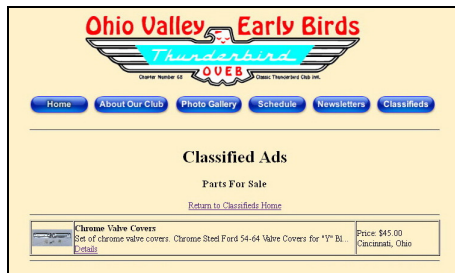 Ohio Valley Early Birds
Thunderbird
OVEB
Charter Number 68
Classic Thunderbird Club Intl.
Home
About Our Club
Photo Gallery
Schedule
Newsletters
Classifieds
Classified Ads
Parts For Sale
Return to Classifieds Home
Chrome Valve Covers
Set of chrome valve covers. Chrome Steel Ford 54-64 Valve Covers for "Y" Bl...
Details
Price: $45.00
Cincinnati, Ohio